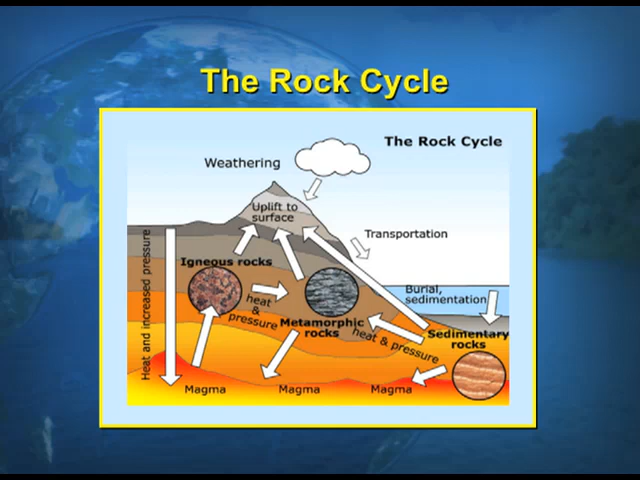 The Rock Cycle
The Rock Cycle
Weathering
Uplift to
surface
Transportation
Heat and increased pressure
Igneous rocks
Burial,
sedimentation
heat
&
pressure
Metamorphic
rocks
heat & pressure
Sedimentary
rocks
Magma
Magma
Magma